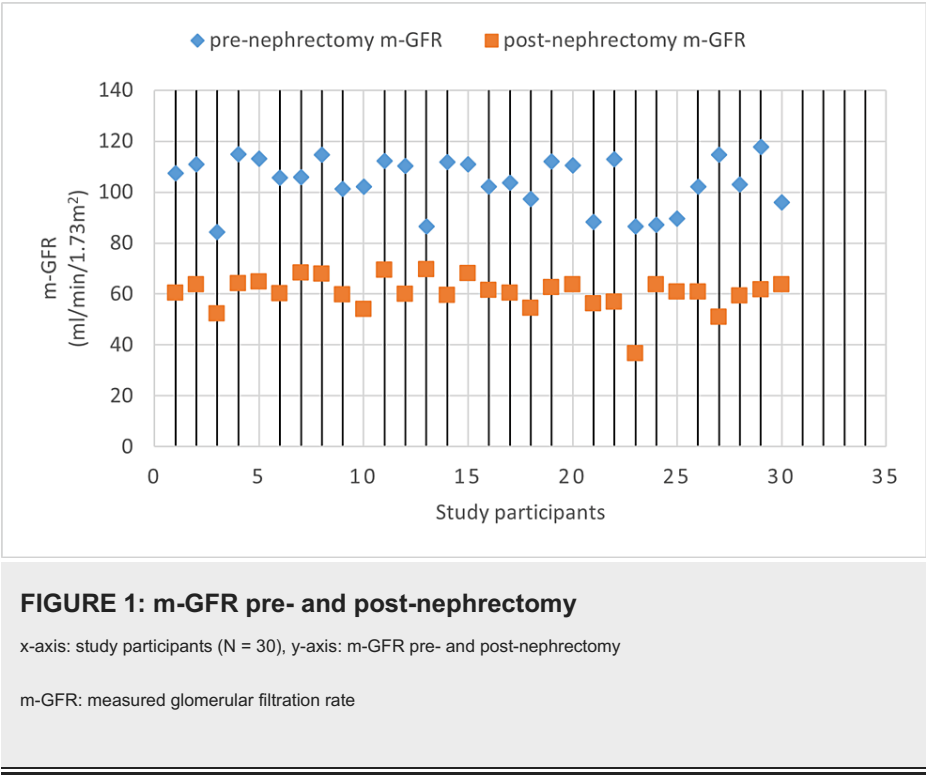 pre-nephrectomy m-GFR post-nephrectomy m-GFR
140
120
100
80
60
40
20
0
m-GFR
(ml/min/1.73m²)
0 5 10 15 20 25 30 35
Study participants
FIGURE 1: m-GFR pre- and post-nephrectomy
x-axis: study participants (N = 30), y-axis: m-GFR pre- and post-nephrectomy
m-GFR: measured glomerular filtration rate